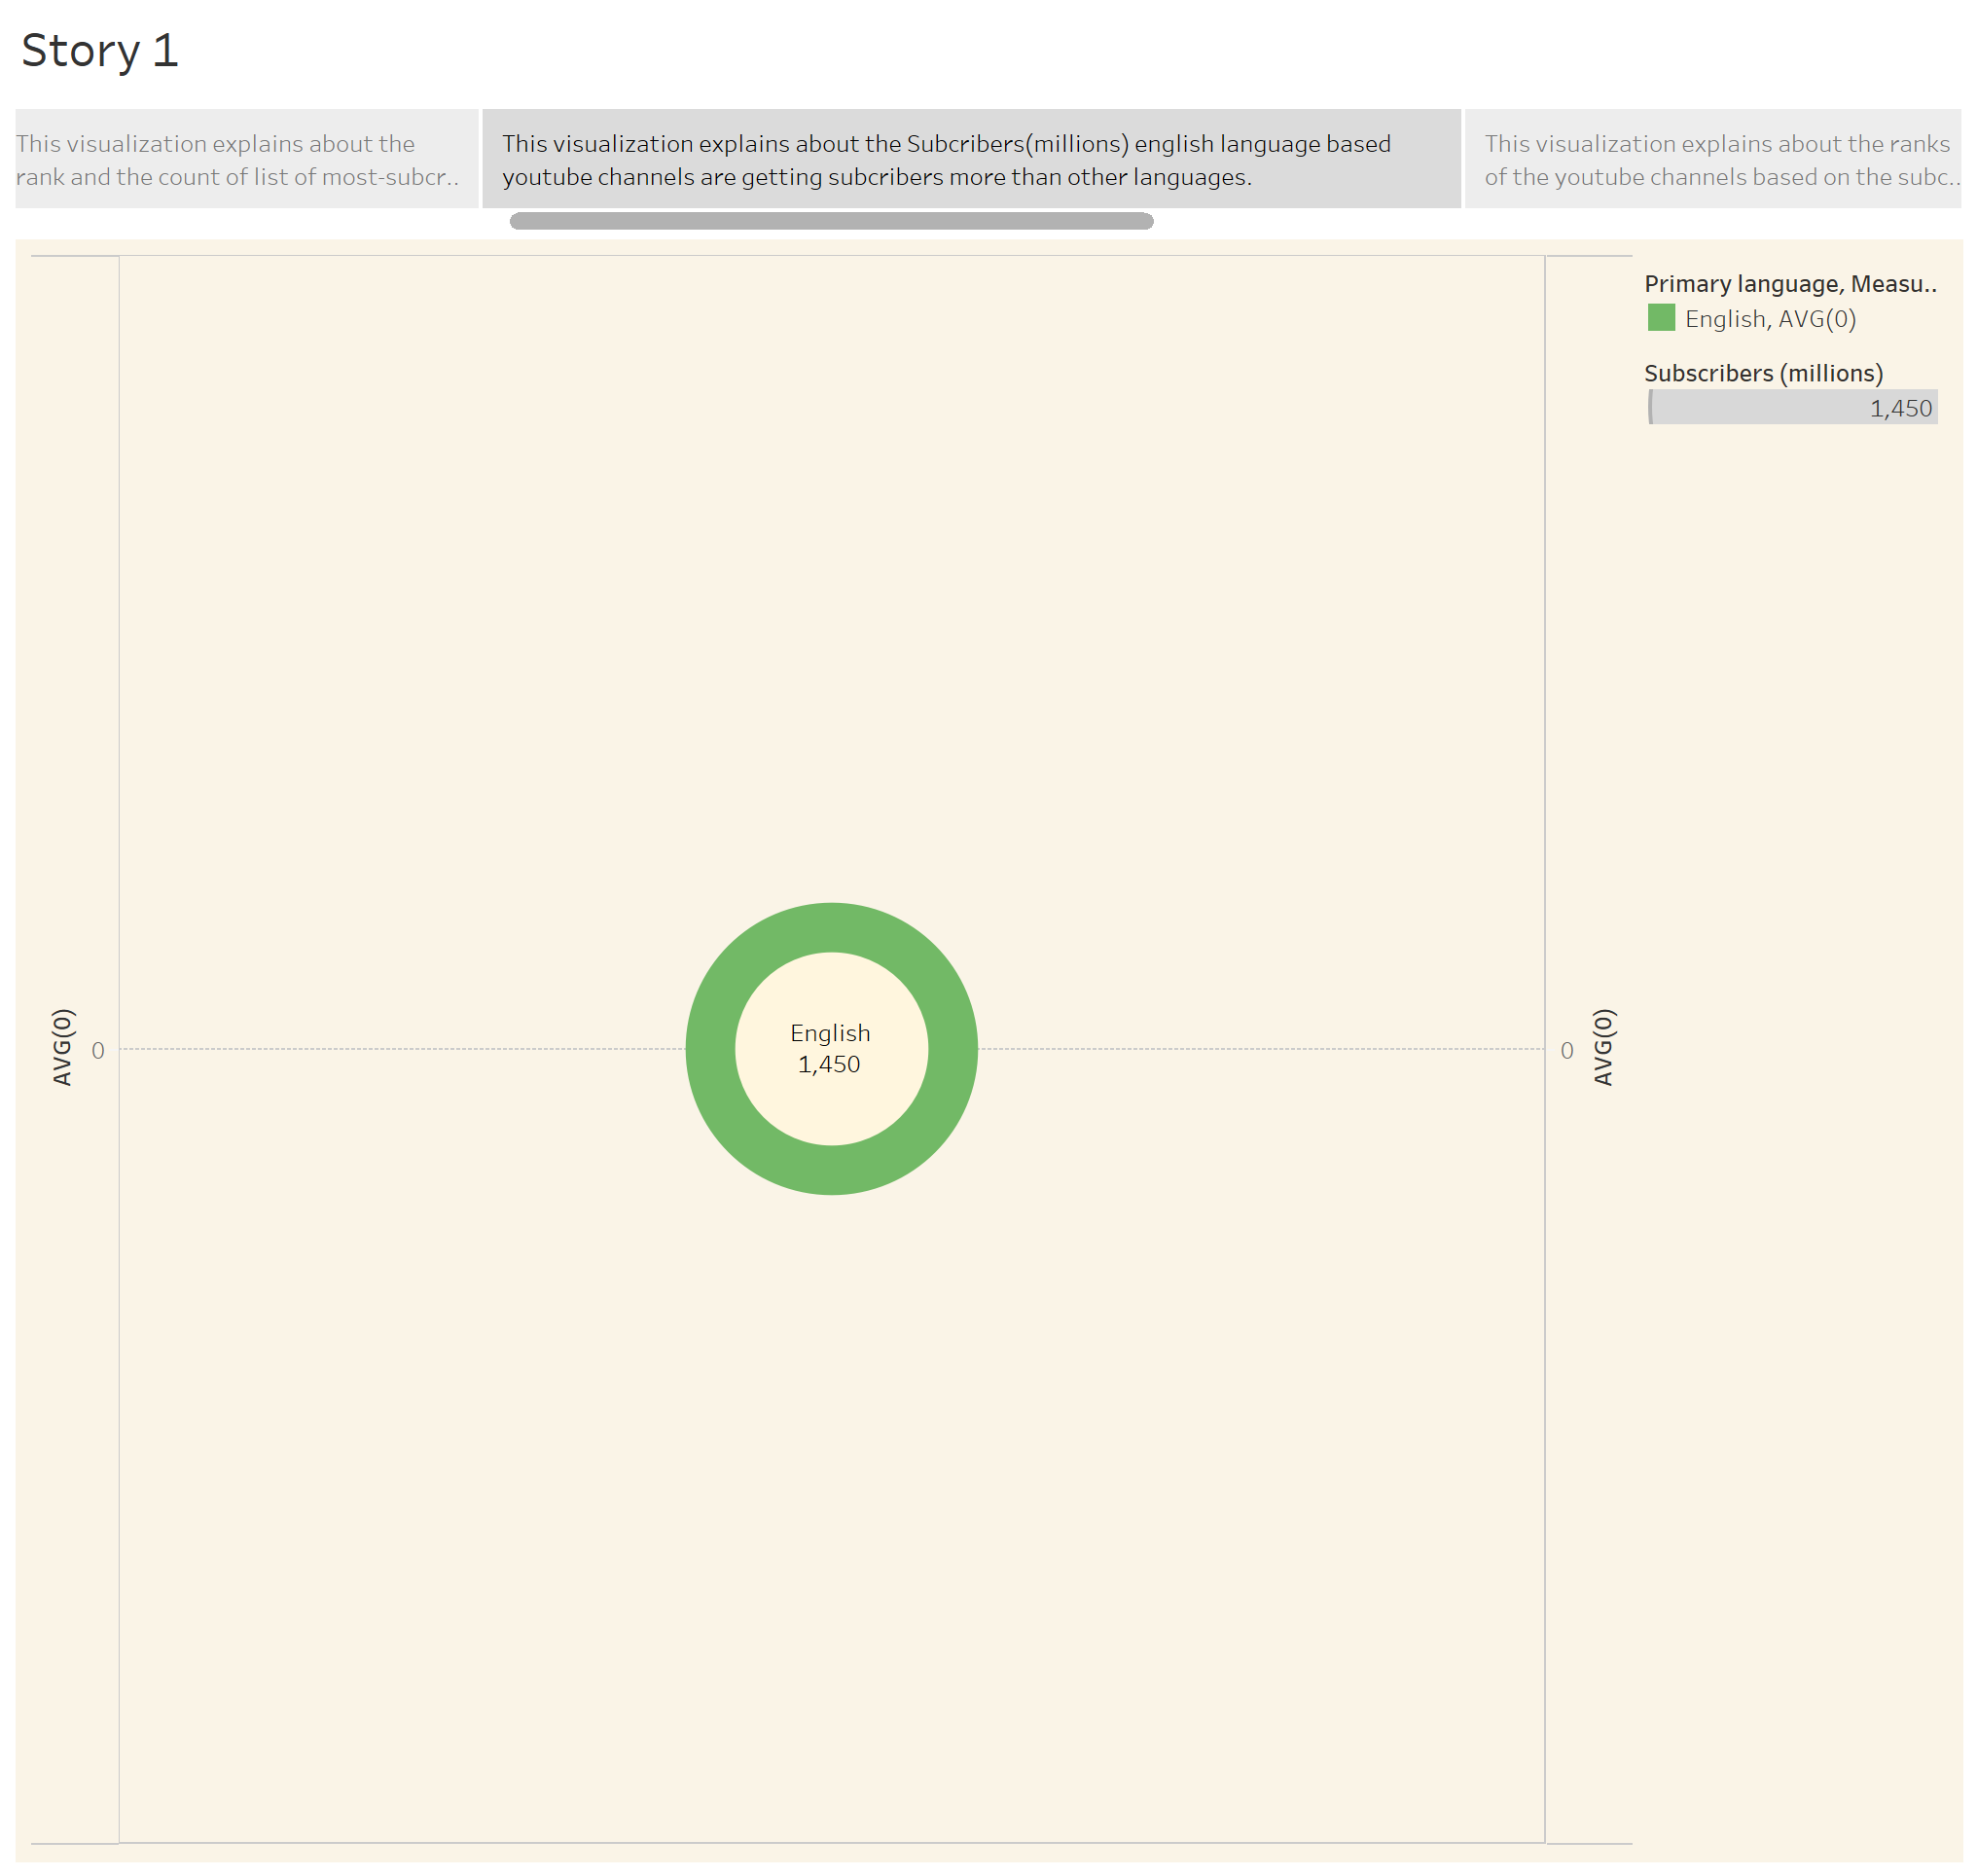 Story 1
This visualization explains about the
rank and the count of list of most-subcr..
This visualization explains about the Subcribers(millions) english language based
youtube channels are getting subcribers more than other languages.
This visualization explains about the ranks
of the youtube channels based on the subc..
Primary language, Measu..
English, AVG(0)
Subscribers (millions)
1,450
AVG(0)
0
English
1,450
0
AVG(0)